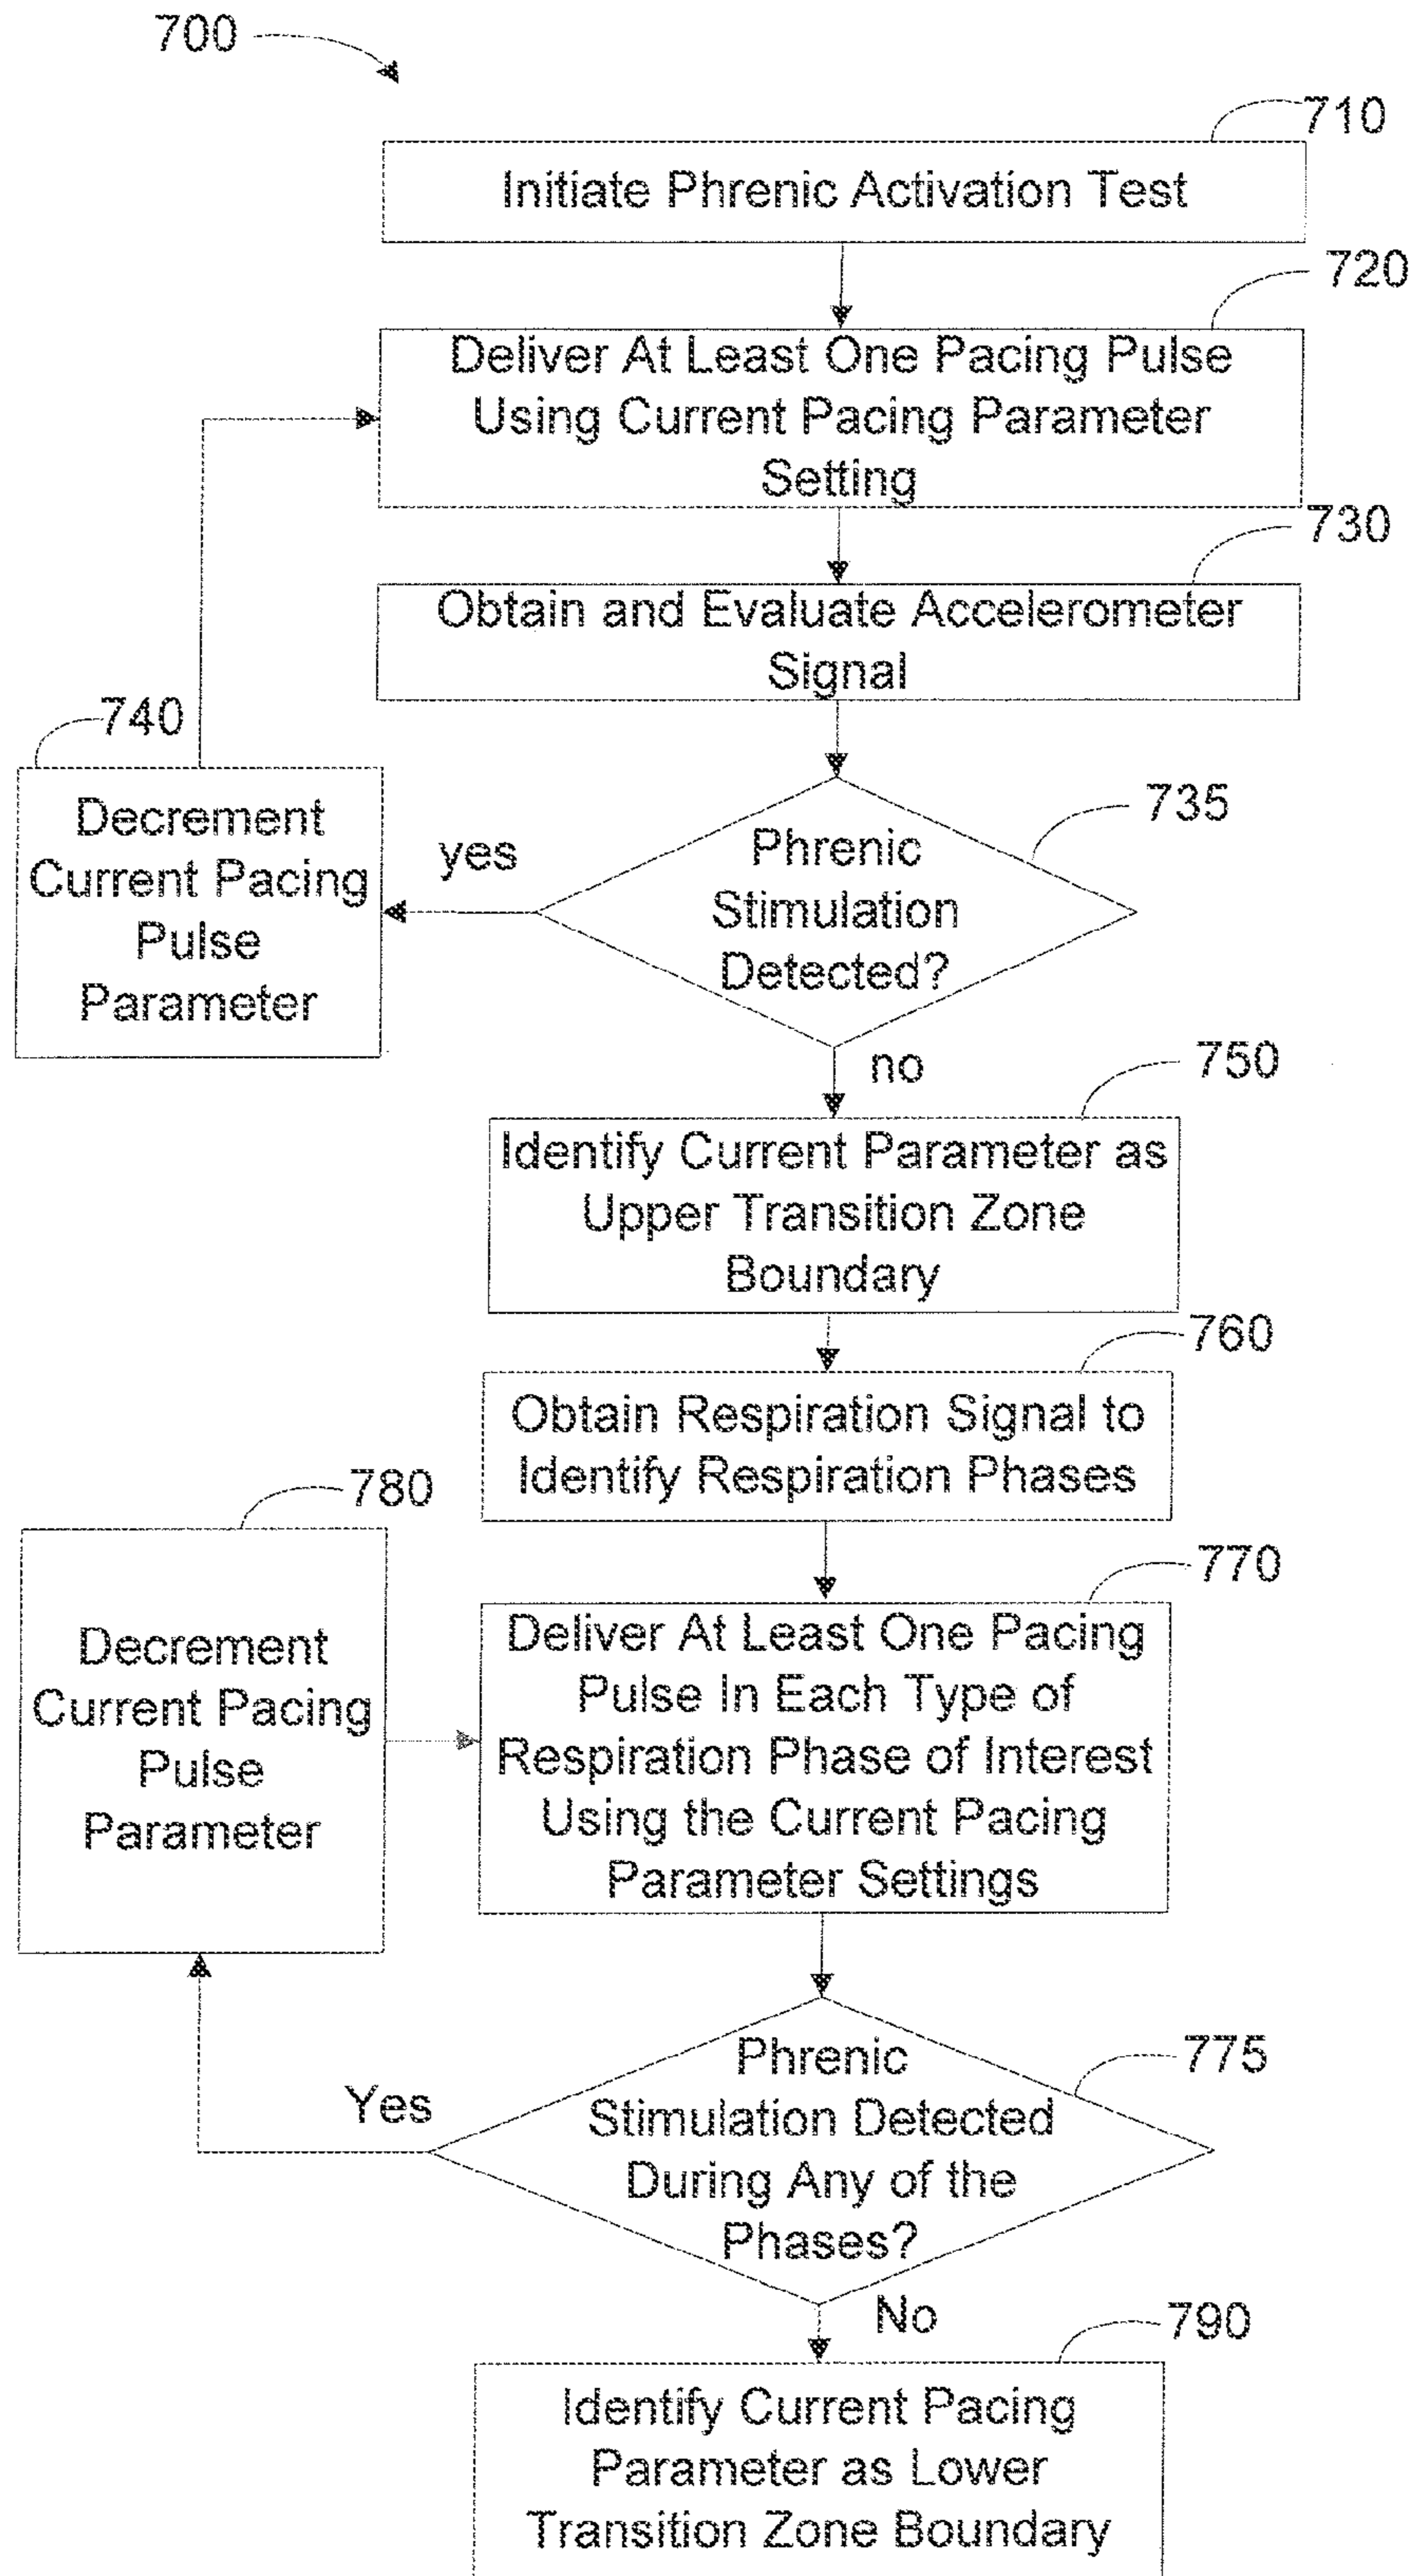 700
710
Initiate Phrenic Activation Test
720
Deliver At Least One Pacing Pulse
Using Current Pacing Parameter
Setting
730
Obtain and Evaluate Accelerometer
Signal
740
Decrement
Current Pacing
Pulse
Parameter
yes
735
Phrenic
Stimulation
Detected?
no
750
Identify Current Parameter as
Upper Transition Zone
Boundary
760
Obtain Respiration Signal to
Identify Respiration Phases
780
Decrement
Current Pacing
Pulse
Parameter
770
Deliver At Least One Pacing
Pulse In Each Type of
Respiration Phase of Interest
Using the Current Pacing
Parameter Settings
775
Phrenic
Stimulation Detected
During Any of the
Phases?
Yes
No
790
Identify Current Pacing
Parameter as Lower
Transition Zone Boundary